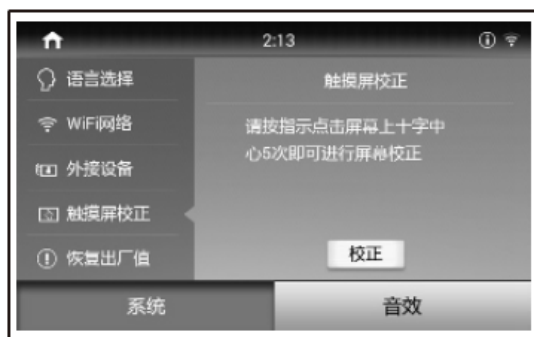 2:13
语言选择
WiFi网络
外接设备
触摸屏校正
恢复出厂值
触摸屏校正
请按指示点击屏幕上十字中
心5次即可进行屏幕校正
校正
系统
音效